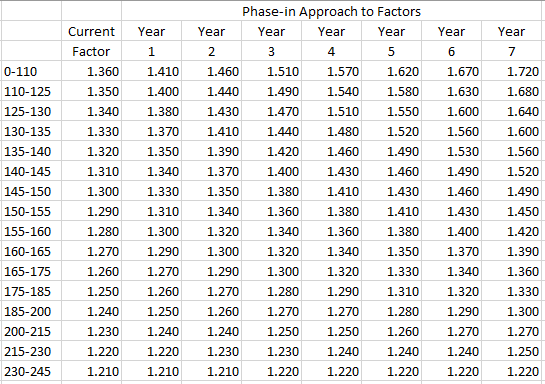 Phase-in Approach to Factors
Current Year Year Year Year Year Year Year
Factor 1 2 3 4 5 6 7
0-110 1.360 1.410 1.460 1.510 1.570 1.620 1.670 1.720
110-125 1.350 1.400 1.440 1.490 1.540 1.580 1.630 1.680
125-130 1.340 1.380 1.430 1.470 1.510 1.550 1.600 1.640
130-135 1.330 1.370 1.410 1.440 1.480 1.520 1.560 1.600
135-140 1.320 1.350 1.390 1.420 1.460 1.490 1.530 1.560
140-145 1.310 1.340 1.370 1.400 1.430 1.460 1.490 1.520
145-150 1.300 1.330 1.350 1.380 1.410 1.430 1.460 1.490
150-155 1.290 1.310 1.340 1.360 1.380 1.410 1.430 1.450
155-160 1.280 1.300 1.320 1.340 1.360 1.380 1.400 1.420
160-165 1.270 1.290 1.300 1.320 1.340 1.350 1.370 1.390
165-175 1.260 1.270 1.290 1.300 1.320 1.330 1.340 1.360
175-185 1.250 1.260 1.270 1.280 1.290 1.310 1.320 1.330
185-200 1.240 1.250 1.260 1.270 1.270 1.280 1.290 1.300
200-215 1.230 1.240 1.240 1.250 1.250 1.260 1.270 1.270
215-230 1.220 1.220 1.230 1.230 1.240 1.240 1.240 1.250
230-245 1.210 1.210 1.210 1.220 1.220 1.220 1.220 1.220